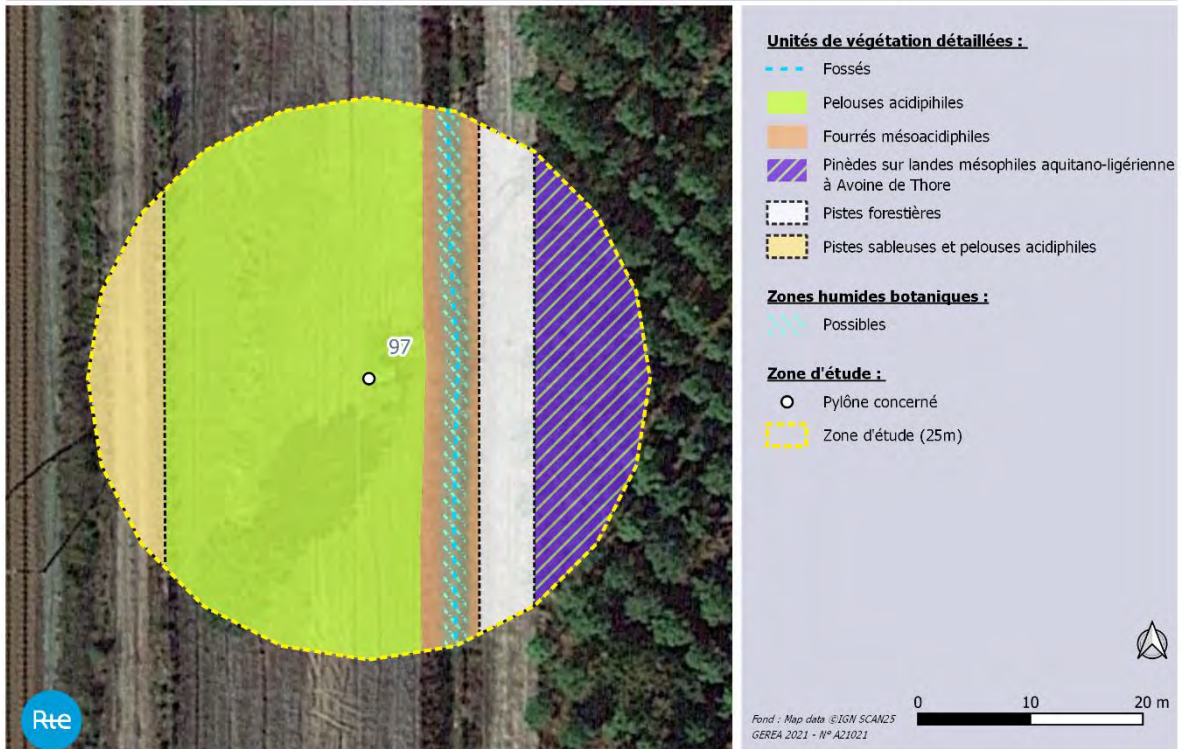 97
Rte
Unités de végétation détaillées :
Fossés
Pelouses acidipihiles
Fourrés mésoacidiphiles
Pinèdes sur landes mésophiles aquitano-ligérienne
à Avoine de Thore
Pistes forestières
Pistes sableuses et pelouses acidiphiles
Zones humides botaniques :
Possibles
Zone d'étude :
Pylône concerné
Zone d'étude (25m)
0 10 20 m
Fond : Map data ©IGN SCAN25
GEREA 2021 - N° A21021